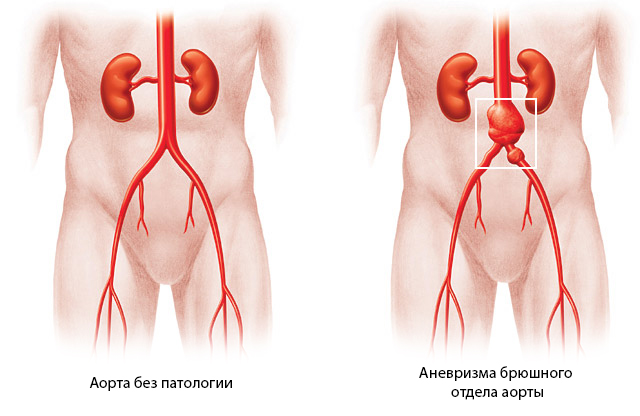 Аорта без патологии
Аневризма брюшного
отдела аорты